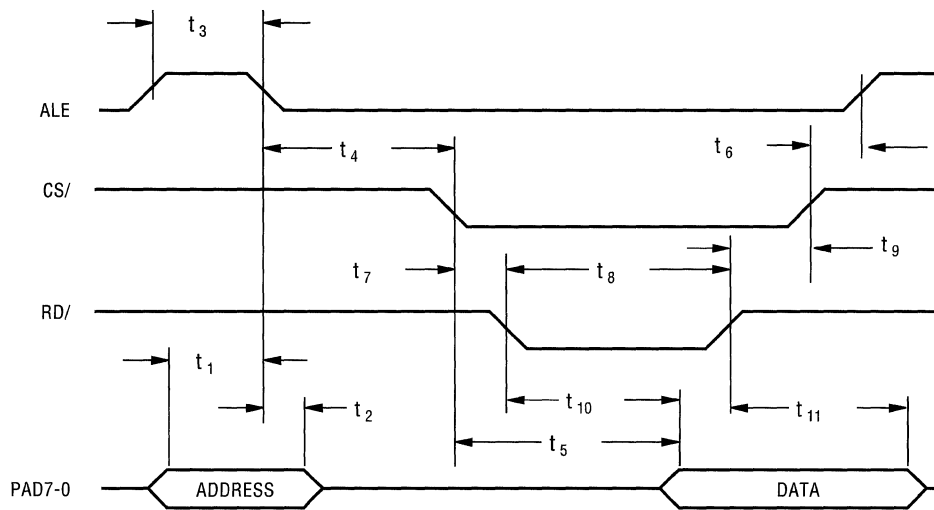 t3
ALE
t4
t6
CS/
t7
t8
t9
RD/
t1
t2
t10
t11
t5
PAD7-0
ADDRESS
DATA